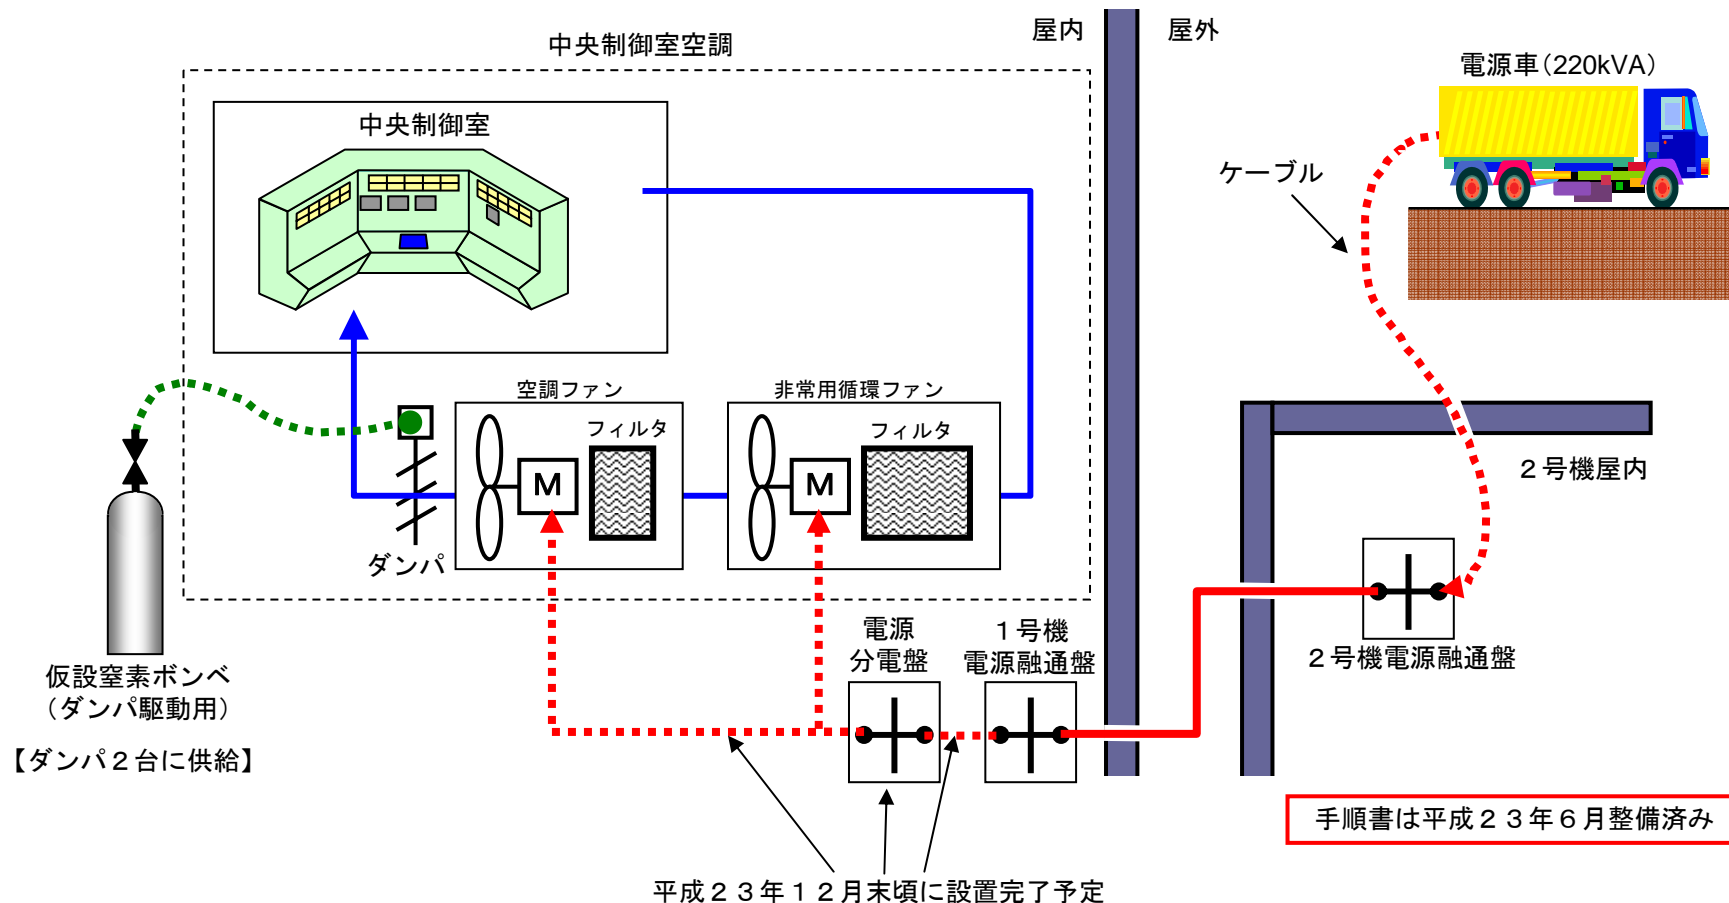 屋内
屋外
中央制御室空調
電源車（220kVA）
中央制御室
ケーブル
空調ファン
非常用循環ファン
フィルタ
フィルタ
M
M
２号機屋内
ダンパ
電源
分電盤
１号機
電源融通盤
２号機電源融通盤
仮設窒素ボンベ
（ダンパ駆動用）
【ダンパ２台に供給】
手順書は平成２３年６月整備済み
平成２３年１２月末頃に設置完了予定